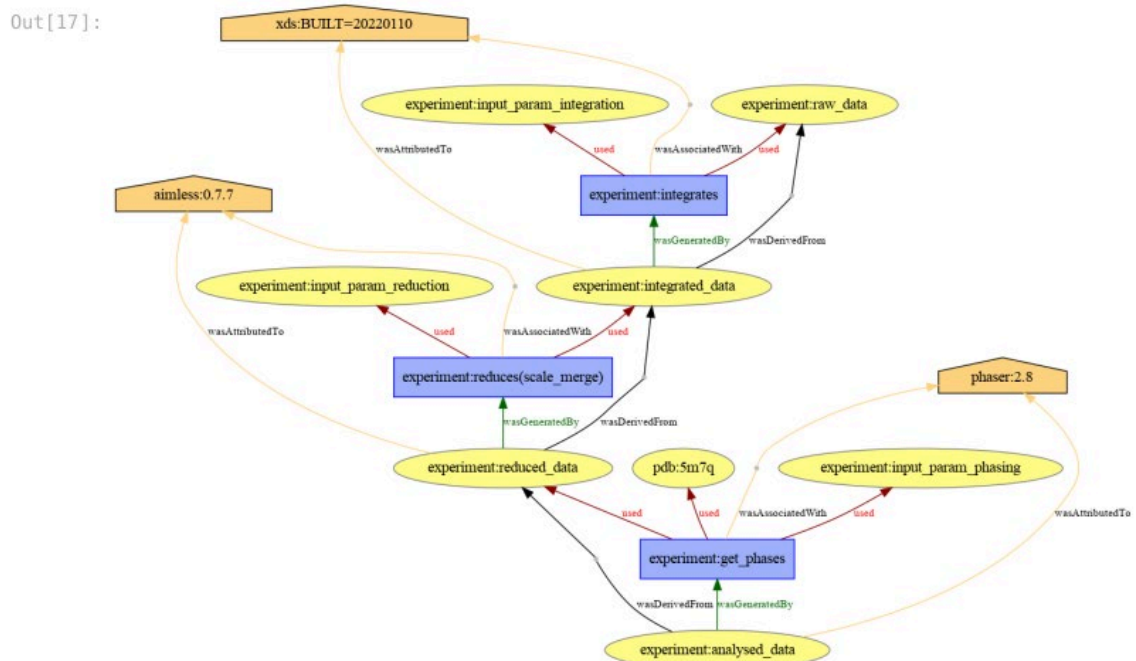 Out[17]:
xds:BUILT=20220110
experiment:input_param_integration
experiment:raw_data
wasAttributedTo
used
wasAssociatedWith
used
aimless:0.7.7
experiment:integrates
wasGeneratedBy
wasDerivedFrom
experiment:input_param_reduction
experiment:integrated_data
wasAttributedTo
used
wasAssociatedWith
used
experiment:reduces(scale_merge)
phaser:2.8
wasGeneratedBy
wasDerivedFrom
experiment:reduced_data
pdb:5m7q
experiment:input_param_phasing
used
used
wasAssociatedWith
used
wasAttributedTo
experiment:get_phases
wasDerivedFrom
wasGeneratedBy
experiment:analysed_data